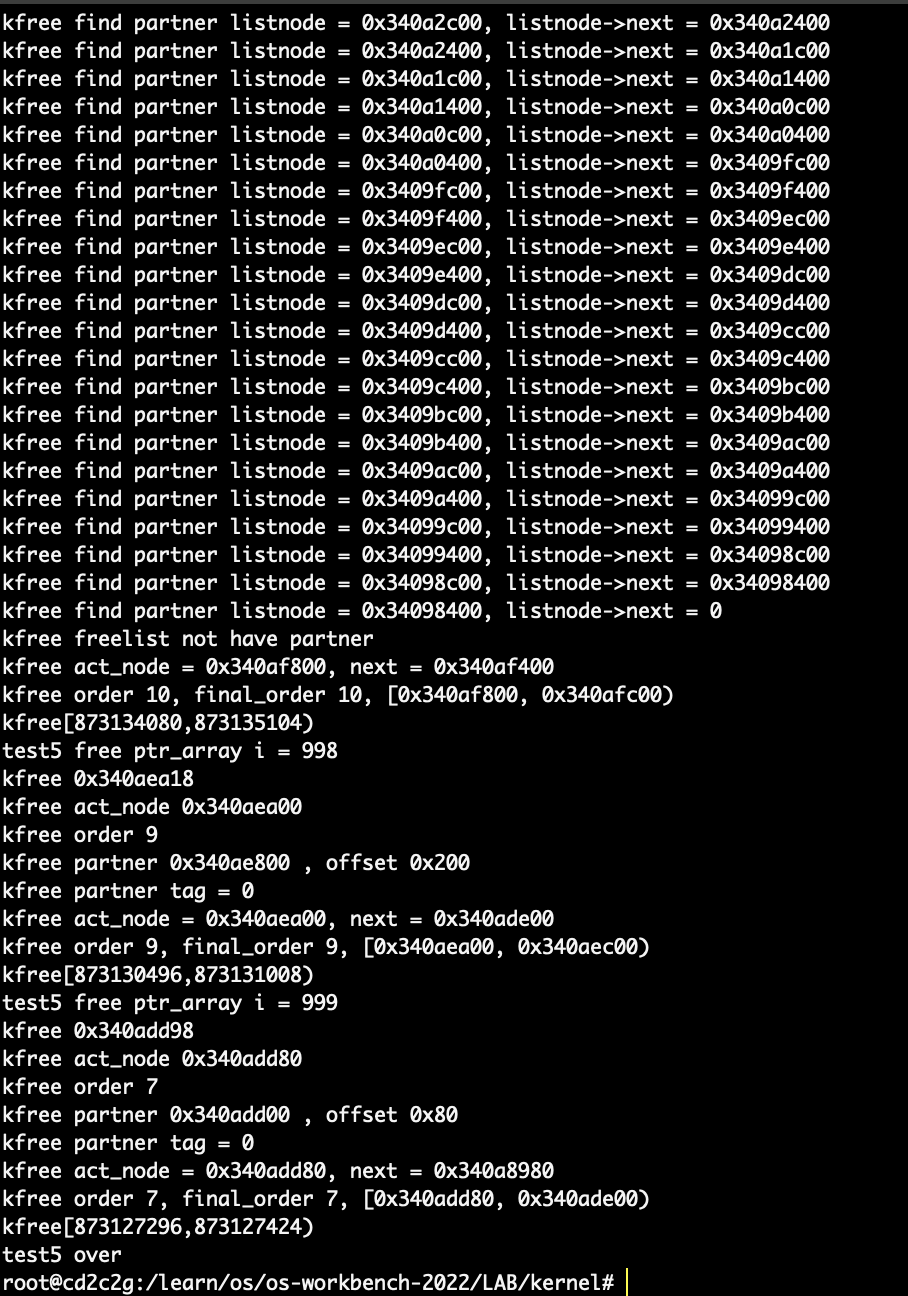 kfree find partner listnode = 0x340a2c00, listnode->next = 0x340a2400
kfree find partner listnode = 0x340a2400, listnode->next = 0x340a1c00
kfree find partner listnode = 0x340a1c00, listnode->next = 0x340a1400
kfree find partner listnode = 0x340a1400, listnode->next = 0x340a0c00
kfree find partner listnode = 0x340a0c00, listnode->next = 0x340a0400
kfree find partner listnode = 0x340a0400, listnode->next = 0x3409fc00
kfree find partner listnode = 0x3409fc00, listnode->next = 0x3409f400
kfree find partner listnode = 0x3409f400, listnode->next = 0x3409ec00
kfree find partner listnode = 0x3409ec00, listnode->next = 0x3409e400
kfree find partner listnode = 0x3409e400, listnode->next = 0x3409dc00
kfree find partner listnode = 0x3409dc00, listnode->next = 0x3409d400
kfree find partner listnode = 0x3409d400, listnode->next = 0x3409cc00
kfree find partner listnode = 0x3409cc00, listnode->next = 0x3409c400
kfree find partner listnode = 0x3409c400, listnode->next = 0x3409bc00
kfree find partner listnode = 0x3409bc00, listnode->next = 0x3409b400
kfree find partner listnode = 0x3409b400, listnode->next = 0x3409ac00
kfree find partner listnode = 0x3409ac00, listnode->next = 0x3409a400
kfree find partner listnode = 0x3409a400, listnode->next = 0x34099c00
kfree find partner listnode = 0x34099c00, listnode->next = 0x34099400
kfree find partner listnode = 0x34099400, listnode->next = 0x34098c00
kfree find partner listnode = 0x34098c00, listnode->next = 0x34098400
kfree find partner listnode = 0x34098400, listnode->next = 0
kfree freelist not have partner
kfree act_node = 0x340af800, next = 0x340af400
kfree order 10, final_order 10, [0x340af800, 0x340afc00)
kfree[873134080,873135104)
test5 free ptr_array i = 998
kfree 0x340aea18
kfree act_node 0x340aea00
kfree order 9
kfree partner 0x340ae800 , offset 0x200
kfree partner tag = 0
kfree act_node = 0x340aea00, next = 0x340ade00
kfree order 9, final_order 9, [0x340aea00, 0x340aec00)
kfree[873130496,873131008)
test5 free ptr_array i = 999
kfree 0x340add98
kfree act_node 0x340add80
kfree order 7
kfree partner 0x340add00 , offset 0x80
kfree partner tag = 0
kfree act_node = 0x340add80, next = 0x340a8980
kfree order 7, final_order 7, [0x340add80, 0x340ade00)
kfree[873127296,873127424)
test5 over
root@cd2c2g:/learn/os/os-workbench-2022/LAB/kernel#